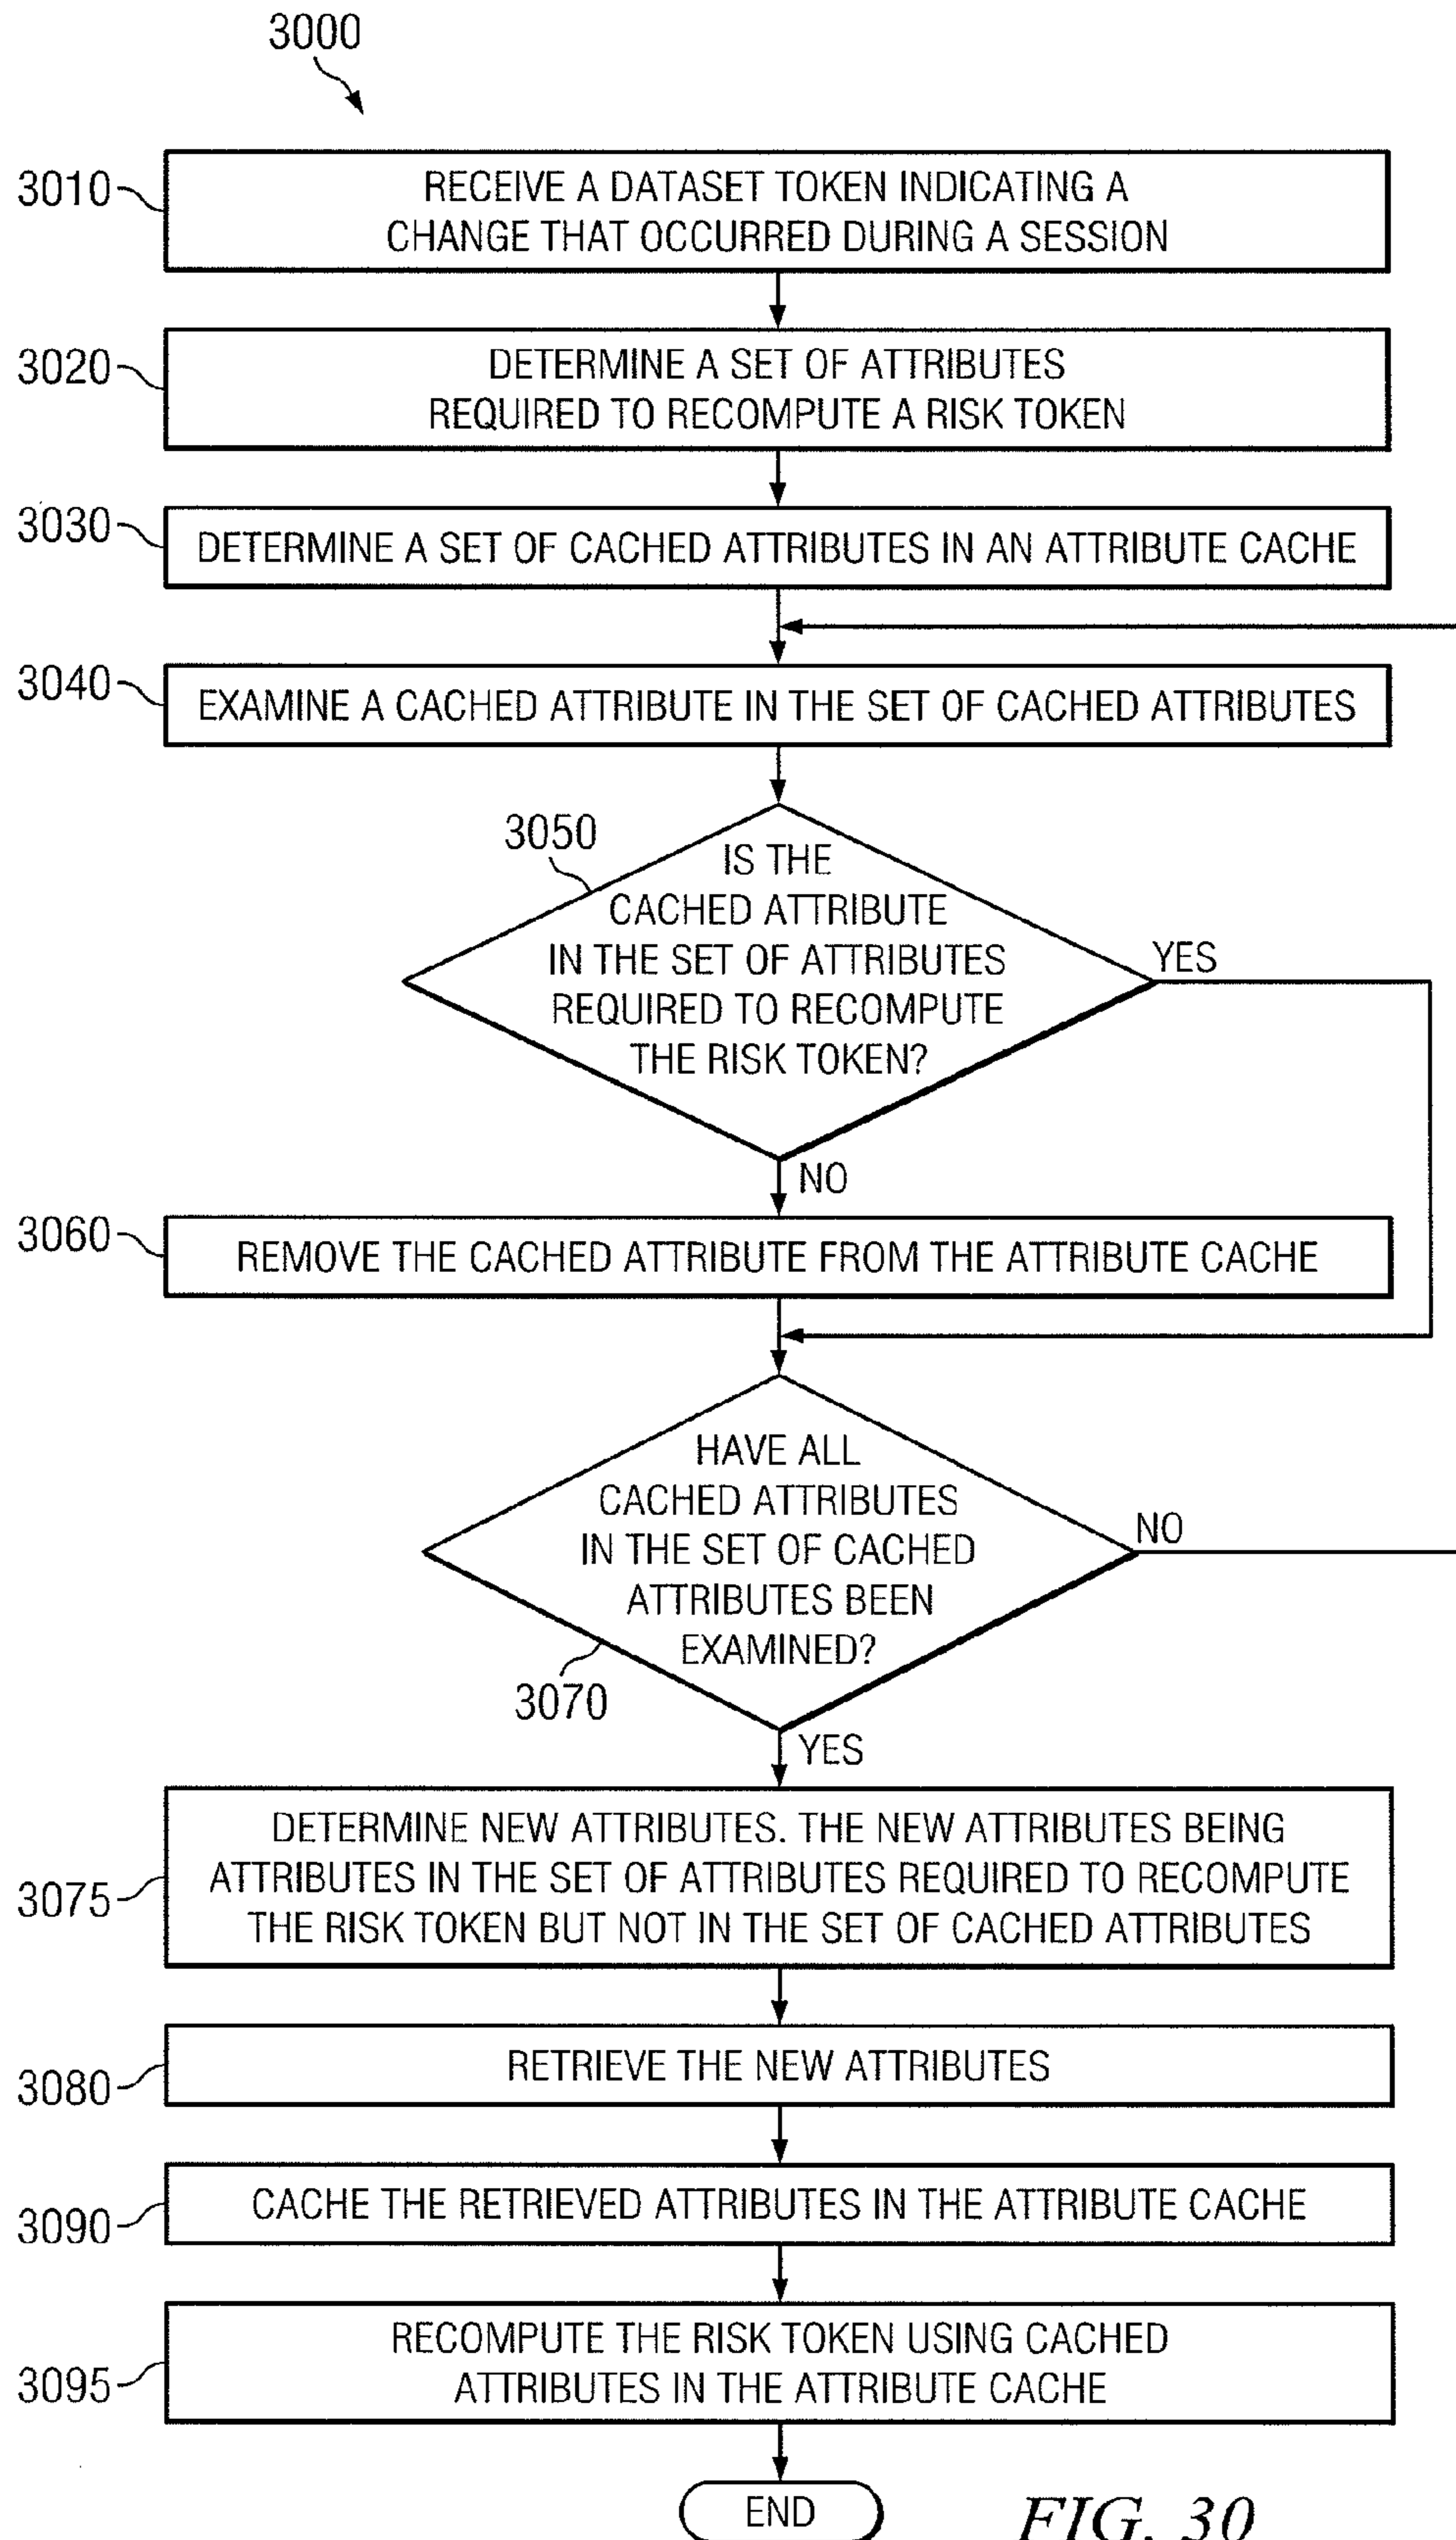 3000
3010
RECEIVE A DATASET TOKEN INDICATING A
CHANGE THAT OCCURRED DURING A SESSION
3020
DETERMINE A SET OF ATTRIBUTES
REQUIRED TO RECOMPUTE A RISK TOKEN
3030
DETERMINE A SET OF CACHED ATTRIBUTES IN AN ATTRIBUTE CACHE
3040
EXAMINE A CACHED ATTRIBUTE IN THE SET OF CACHED ATTRIBUTES
3050
IS THE
CACHED ATTRIBUTE
IN THE SET OF ATTRIBUTES
REQUIRED TO RECOMPUTE
THE RISK TOKEN?
YES
NO
3060
REMOVE THE CACHED ATTRIBUTE FROM THE ATTRIBUTE CACHE
HAVE ALL
CACHED ATTRIBUTES
IN THE SET OF CACHED
ATTRIBUTES BEEN
EXAMINED?
NO
3070
YES
3075
DETERMINE NEW ATTRIBUTES. THE NEW ATTRIBUTES BEING
ATTRIBUTES IN THE SET OF ATTRIBUTES REQUIRED TO RECOMPUTE
THE RISK TOKEN BUT NOT IN THE SET OF CACHED ATTRIBUTES
3080
RETRIEVE THE NEW ATTRIBUTES
3090
CACHE THE RETRIEVED ATTRIBUTES IN THE ATTRIBUTE CACHE
3095
RECOMPUTE THE RISK TOKEN USING CACHED
ATTRIBUTES IN THE ATTRIBUTE CACHE
END
FIG. 30